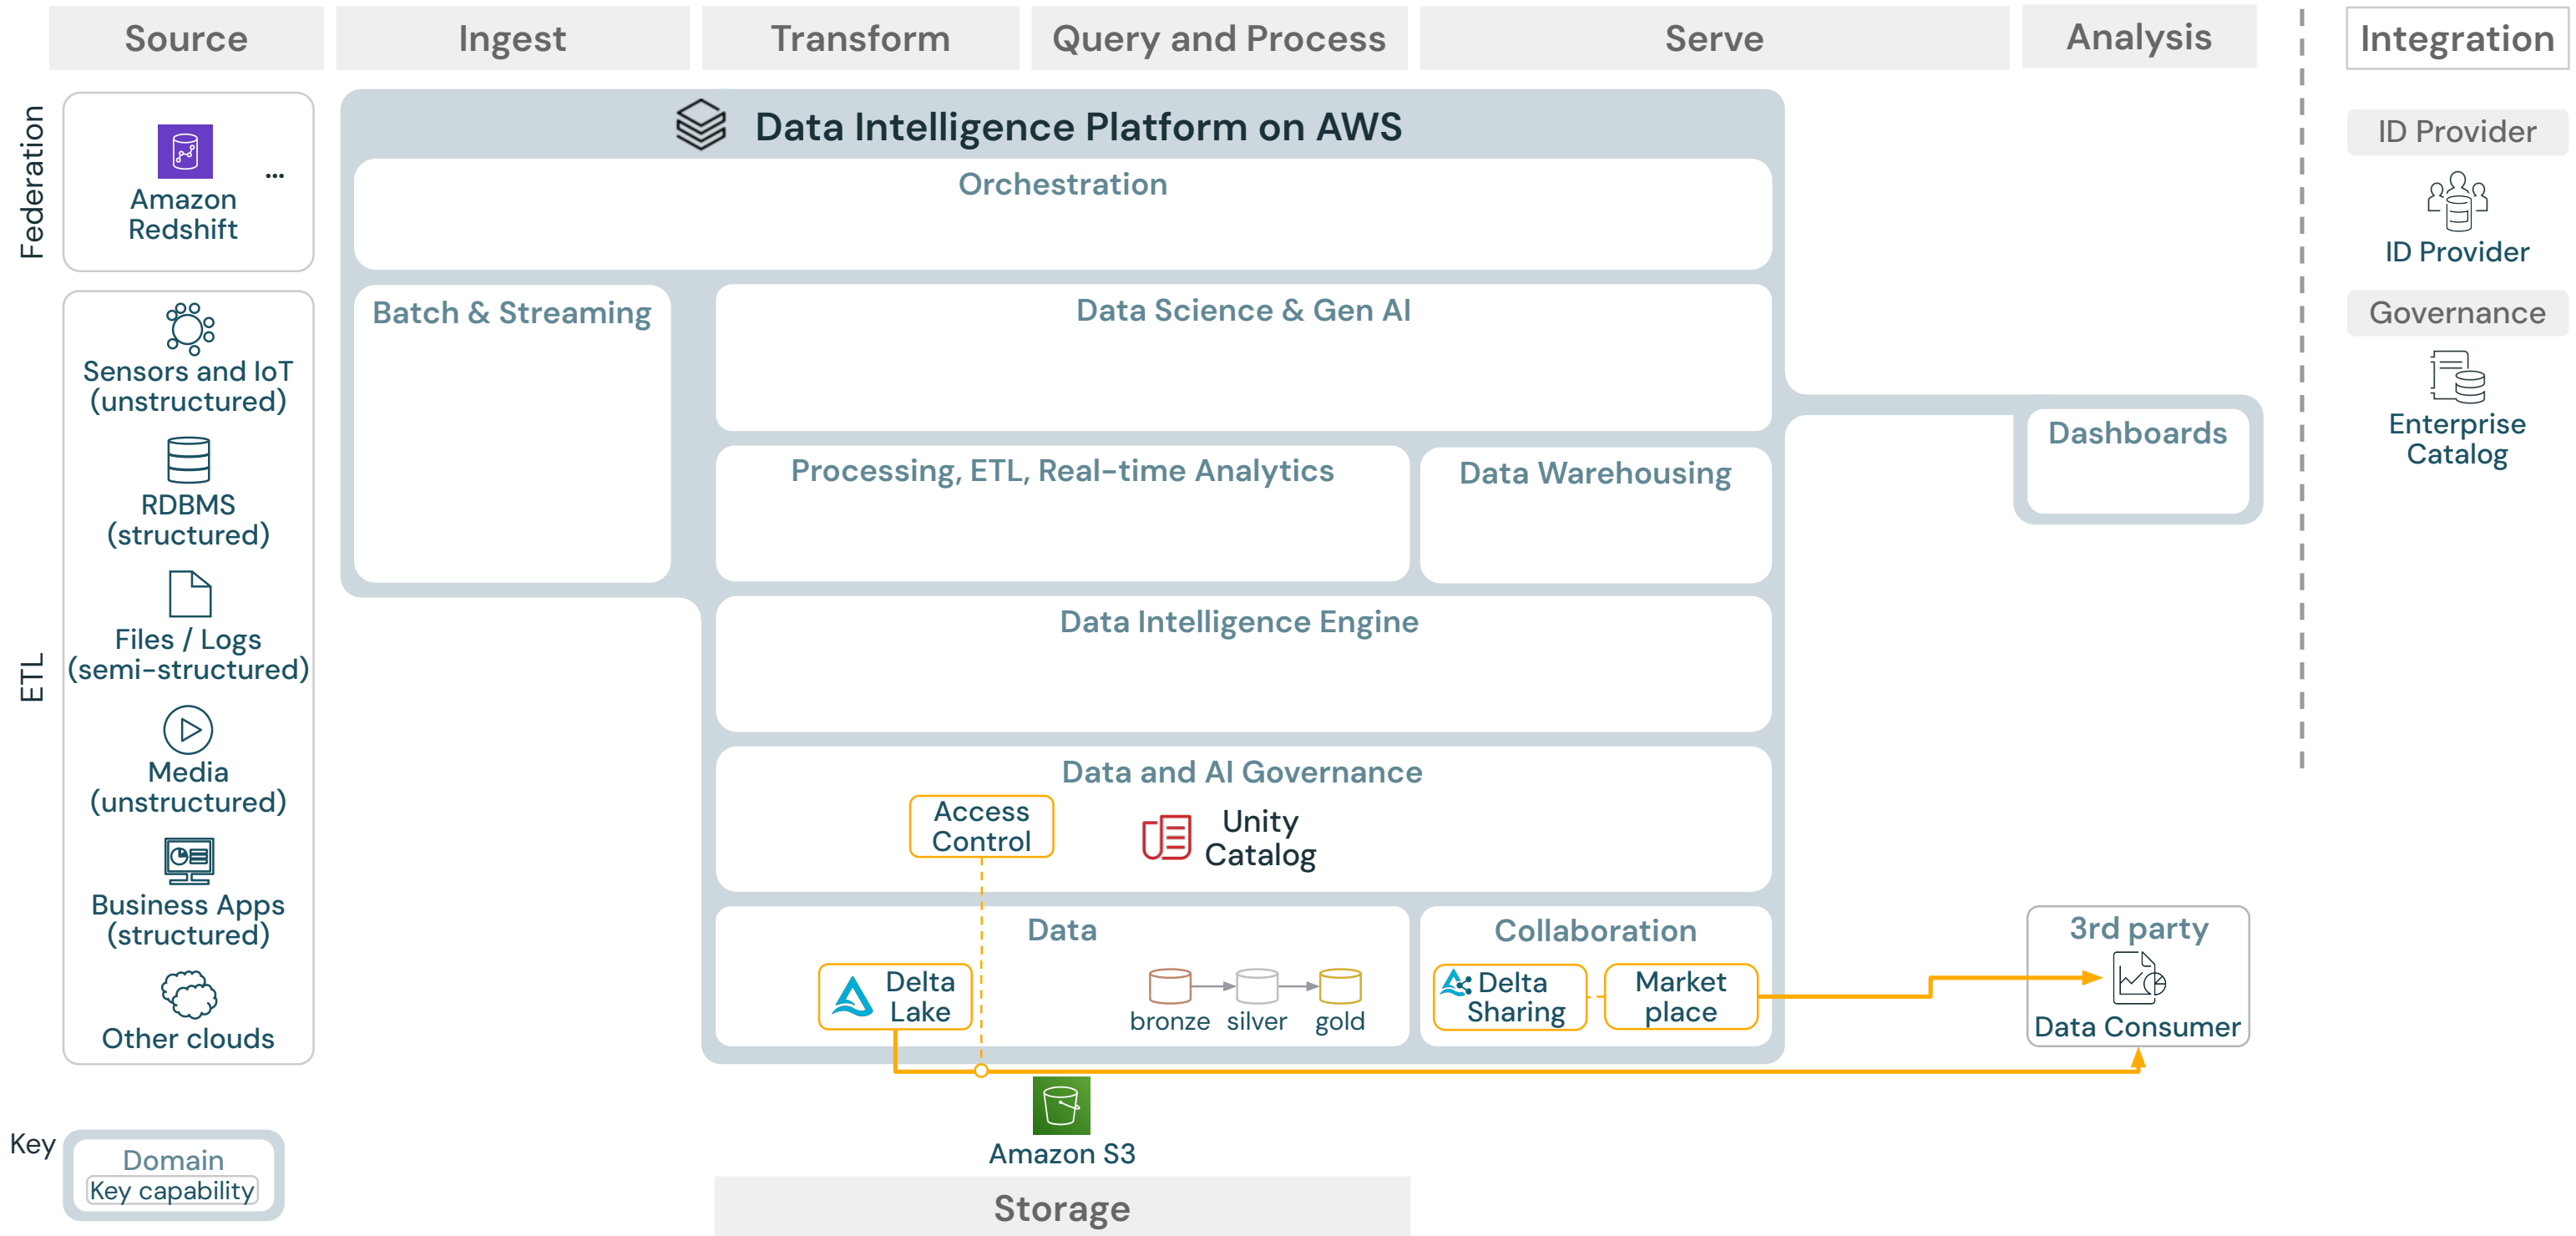 Source
Ingest
Transform
Query and Process
Serve
Analysis
Integration
Federation
Amazon
Redshift
...
Data Intelligence Platform on AWS
Orchestration
Batch & Streaming
Data Science & Gen AI
Processing, ETL, Real-time Analytics
Data Warehousing
Dashboards
Data Intelligence Engine
Data and AI Governance
Access
Control
Unity
Catalog
Data
Delta
Lake
bronze
silver
gold
Collaboration
Delta
Sharing
Market
place
3rd party
Data Consumer
ID Provider
ID Provider
Governance
Enterprise
Catalog
ETL
Sensors and IoT
(unstructured)
RDBMS
(structured)
Files / Logs
(semi-structured)
Media
(unstructured)
Business Apps
(structured)
Other clouds
Key
Domain
Key capability
Amazon S3
Storage